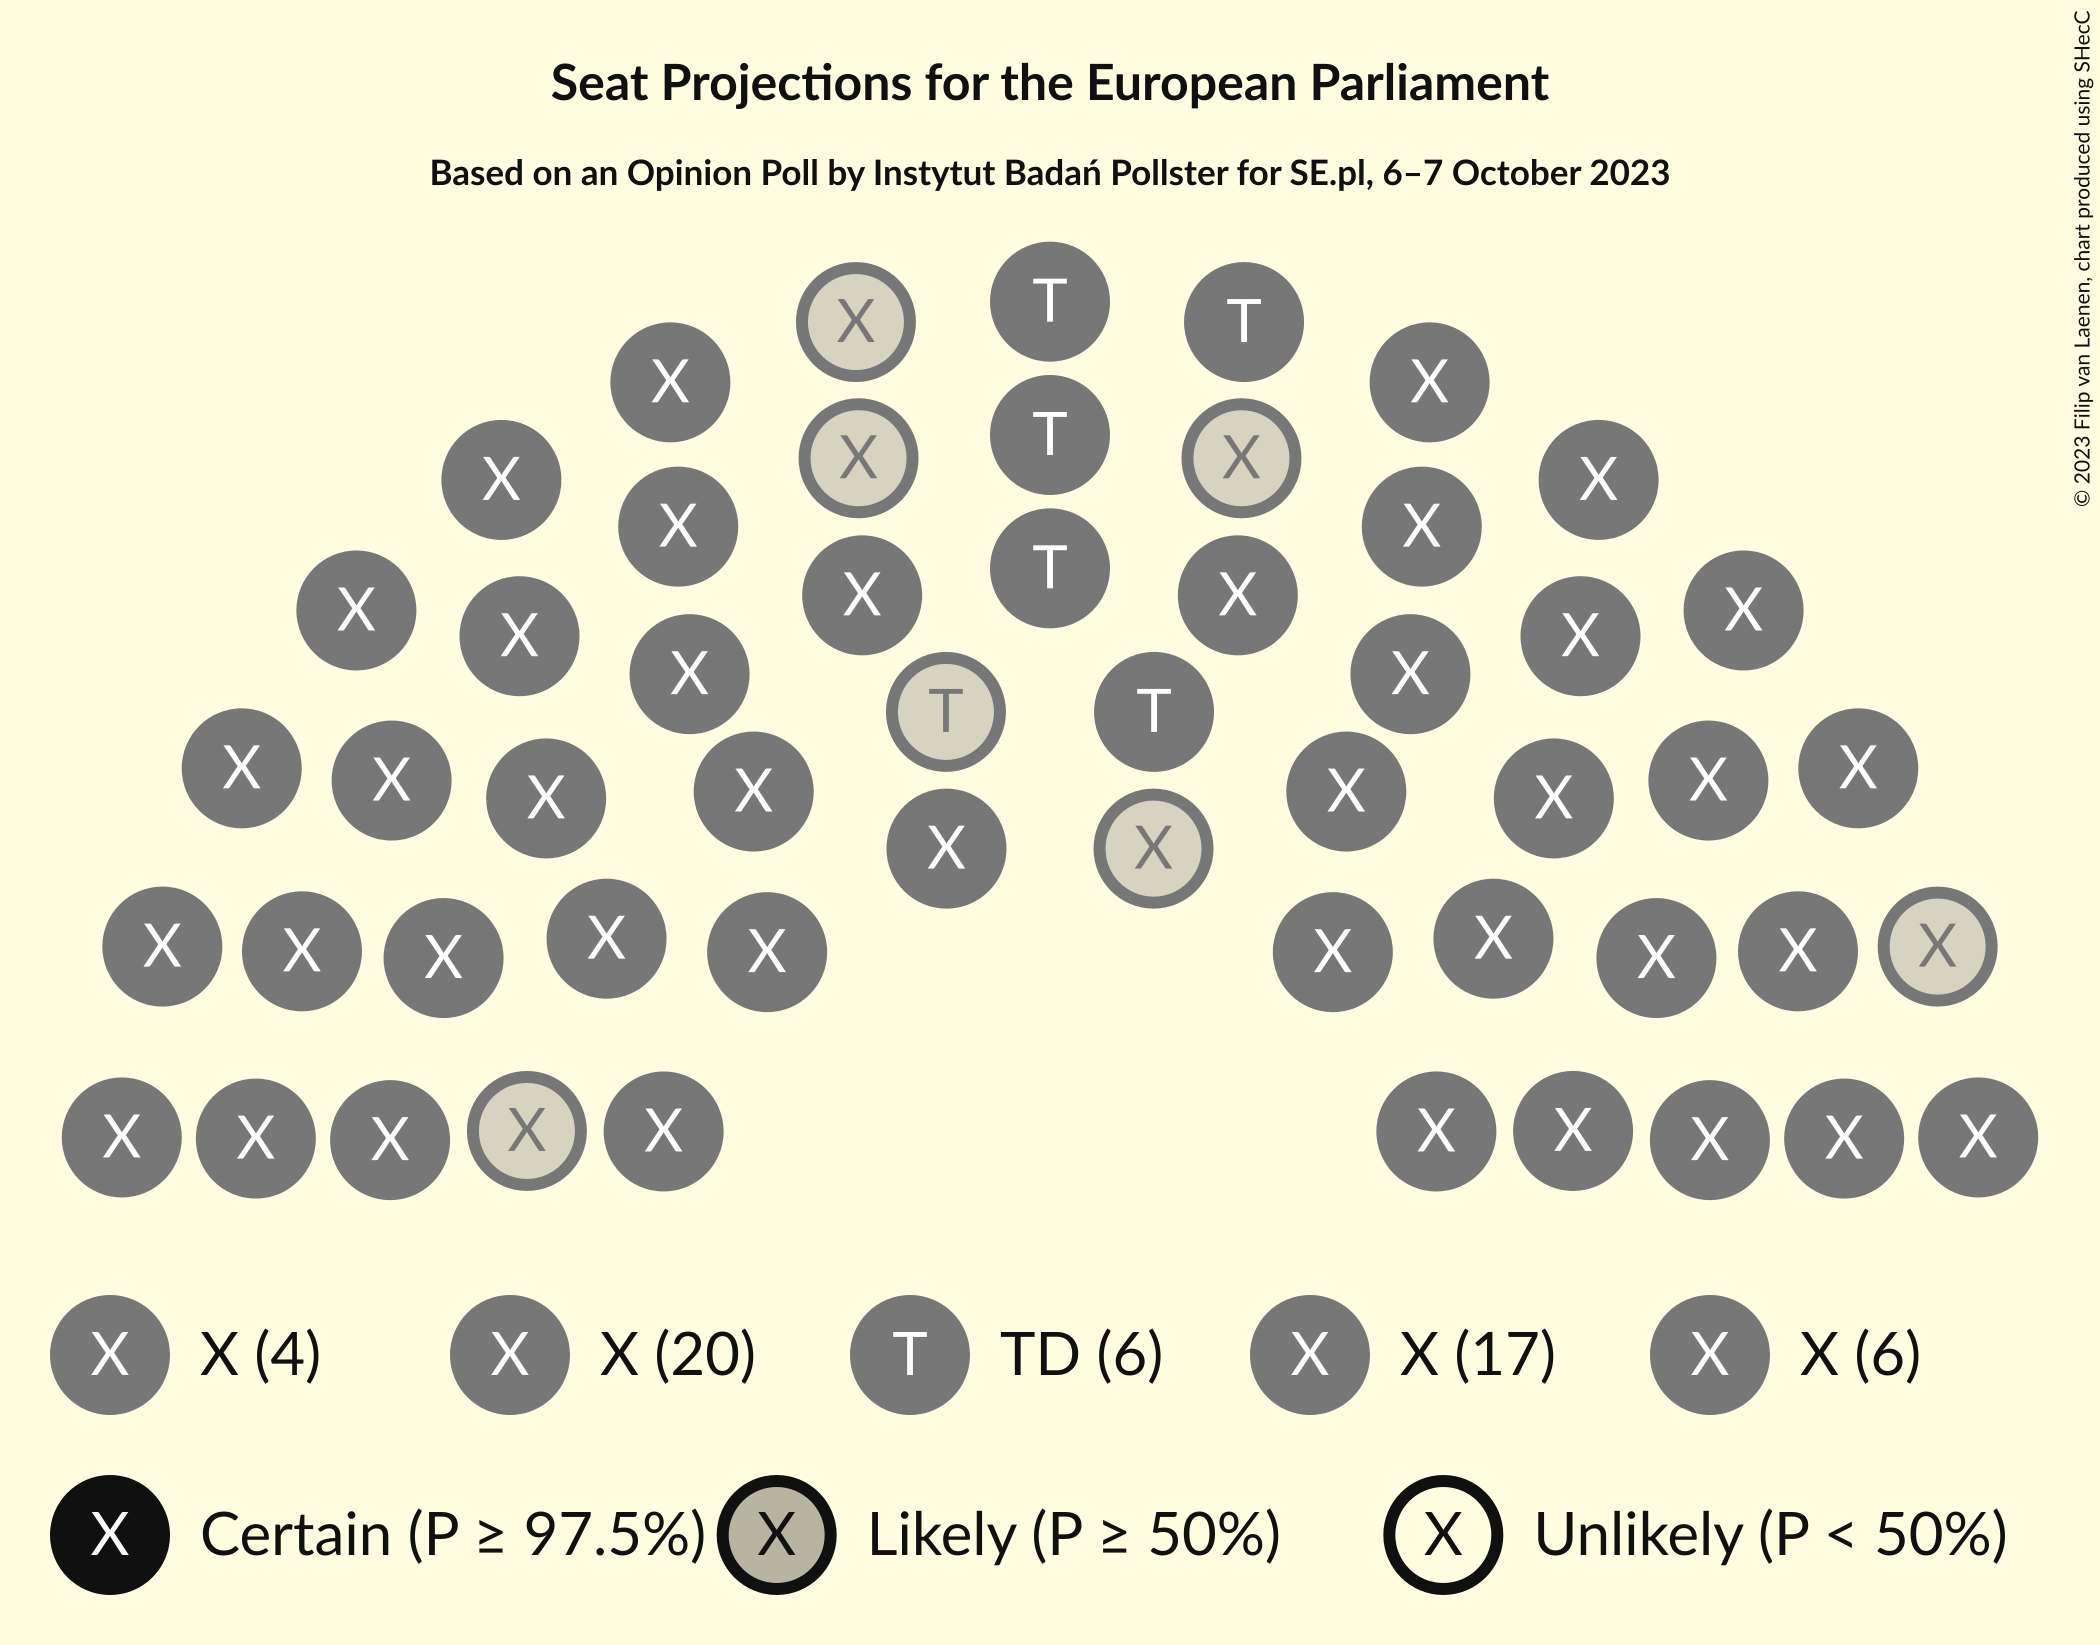 Seat Projections for the European Parliament
Based on an Opinion Poll by Instytut Badań Pollster for SE.pl, 6–7 October 2023
© 2023 Filip van Laenen, chart produced using SHecC
T
X T
X X
X T X
X X
X X
X T X
X X
X X
X X
T T
X X
X X
X X
X X
X X
X X
X X
X X
X X
X X X X
X X X X X X
X X
X X X X X X X X
X X (4) X X (20) T TD (6) X X (17) X X (6)
X Certain (P ≥ 97.5%) X Likely (P ≥ 50%) X Unlikely (P < 50%)